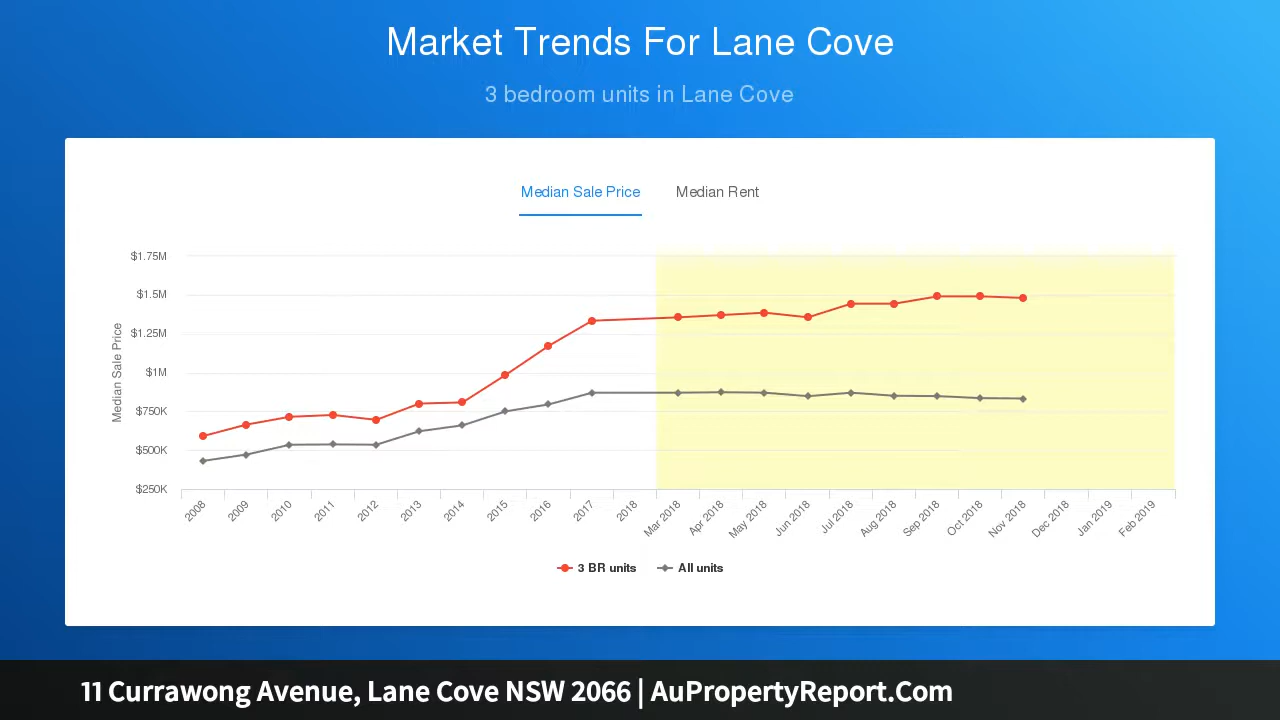 Market Trends For Lane Cove
3 bedroom units in Lane Cove
Median Sale Price Median Rent
$1.75M
$1.5M
$1.25M
$1M
$750K
$500K
$250K
Median Sale Price
2008 2009 2010 2011 2012 2013 2014 2015 2016 2017 2018 Mar 2018 Apr 2018 May 2018 Jun 2018 Jul 2018 Aug 2018 Sep 2018 Oct 2018 Nov 2018 Dec 2018 Jan 2019 Feb 2019
3 BR units All units
11 Currawong Avenue, Lane Cove NSW 2066 | AuPropertyReport.Com